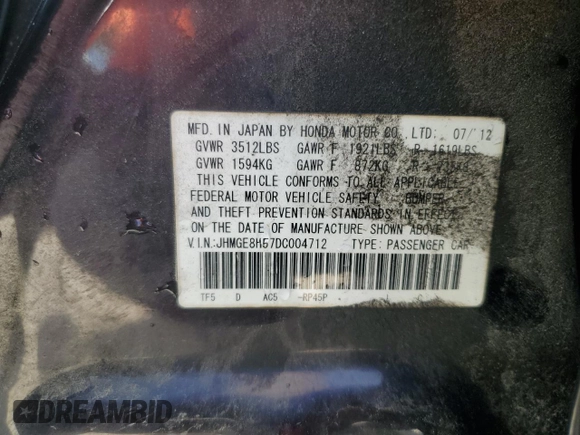 MFD. IN JAPAN BY HONDA MOTOR CO., LTD. 07/12
GVWR 3512LBS GAWR F 1921LBS R 1619LBS
GVWR 1594KG GAWR F 872KG R
THIS VEHICLE CONFORMS TO ALL APPLICABLE
FEDERAL MOTOR VEHICLE SAFETY, BUMPER,
AND THEFT PREVENTION STANDARDS IN EFFECT
ON THE DATE OF MANUFACTURE SHOWN ABOVE.
V.I.N:JHMGE8H57DC004712 TYPE: PASSENGER CAR
TF5 D AC5 -RP45P
DREAMBID